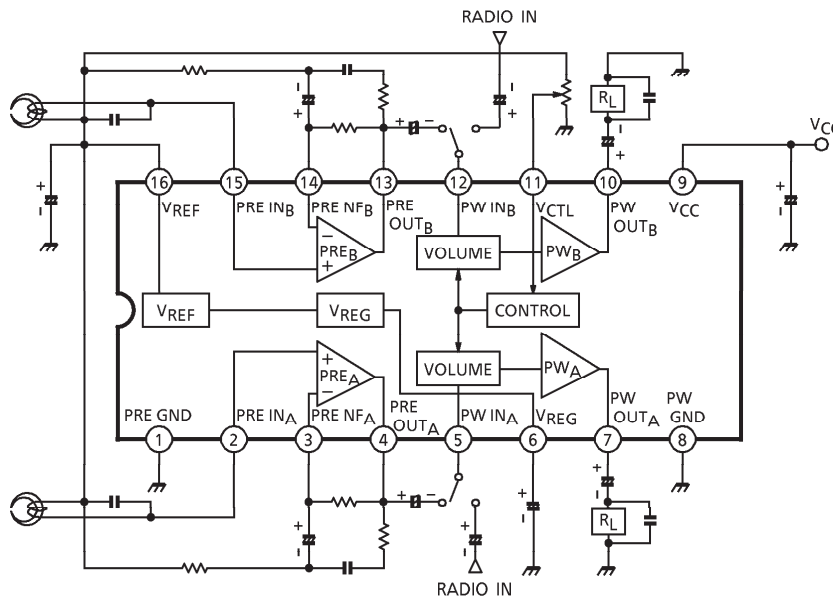 RADIO IN
RL
VCC
16
15
14
13
12
11
10
9
VREF
PRE INB
PRE NFB
PRE
OUTB
PW INB
VCTL
PW
OUTB
VCC
−
PREB
+
VOLUME
PWB
VREF
VREG
CONTROL
+
PREA
−
VOLUME
PWA
PRE GND
PRE INA
PRE NFA
PRE
OUTA
PW INA
VREG
PW
OUTA
PW
GND
1
2
3
4
5
6
7
8
RL
RADIO IN